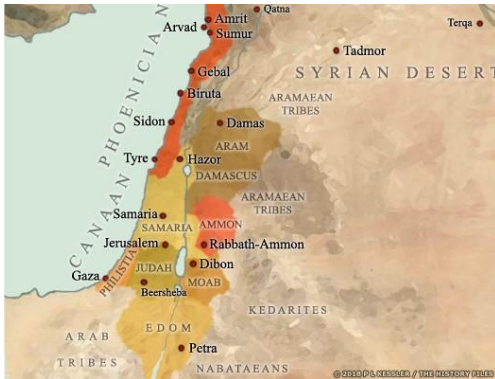 Amrit
Qatna
Arvad
Sumur
Terqa
Tadmor
Gebal
SYRIAN DESERT
Biruta
ARAMAEAN
TRIBES
CANAAN PHOENICIAN
Sidon
Damas
Tyre
Hazor
ARAM
DAMASCUS
ARAMAEAN
TRIBES
Samaria
SAMARIA
AMMON
Jerusalem
Rabbath-Ammon
PHILISTIA
JUDAH
Dibon
Gaza
Beersheba
MOAB
KEDARITES
EDOM
ARAB
TRIBES
Petra
NABATAEANS
© 2018 P L KESSLER / THE HISTORY FILES